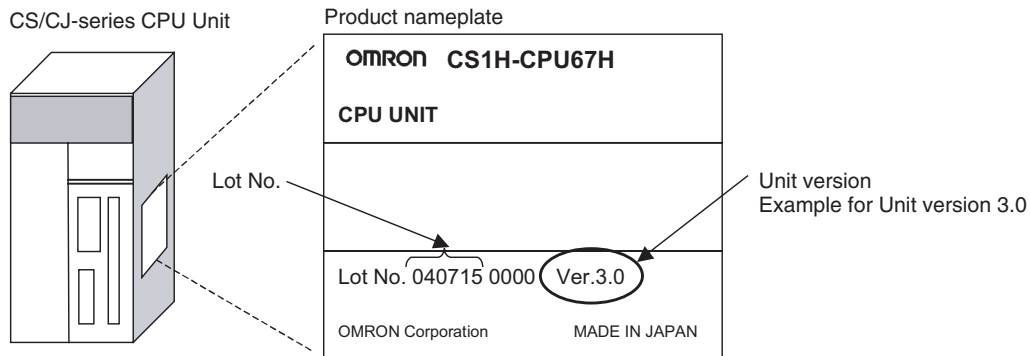 CS/CJ-series CPU Unit
Product nameplate
OMRON CS1H-CPU67H
CPU UNIT
Lot No.
Unit version
Example for Unit version 3.0
Lot No. 040715 0000 Ver.3.0
OMRON Corporation MADE IN JAPAN